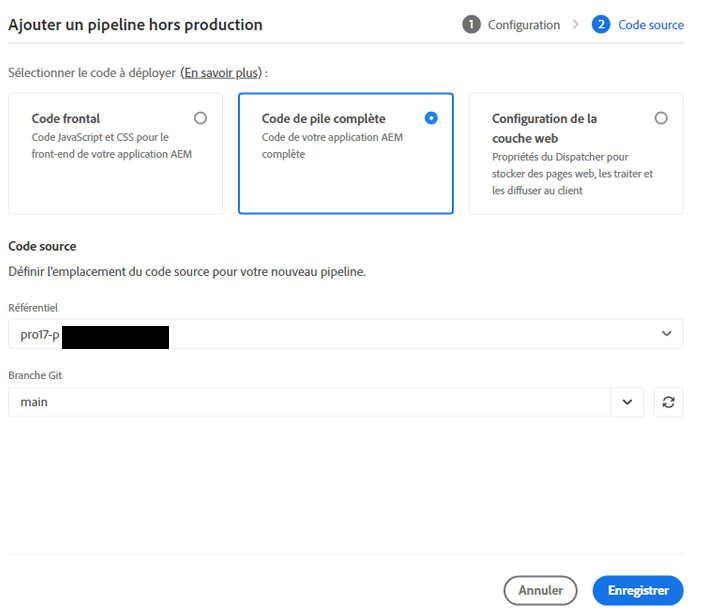 Ajouter un pipeline hors production
1 Configuration > 2 Code source
Sélectionner le code à déployer (En savoir plus) :
Code frontal
Code JavaScript et CSS pour le
front-end de votre application AEM
Code de pile complète
Code de votre application AEM
complète
Configuration de la
couche web
Propriétés du Dispatcher pour
stocker des pages web, les traiter et
les diffuser au client
Code source
Définir l'emplacement du code source pour votre nouveau pipeline.
Référentiel
pro17-p
Branche Git
main
Annuler
Enregistrer